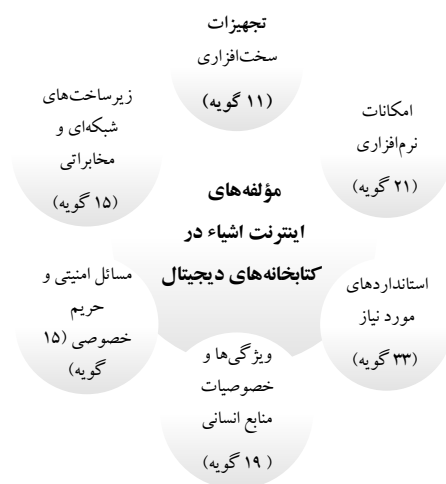 تجهیزات
سخت‌افزاری
(۱۱ گویه)
امکانات
نرم‌افزاری
(۲۱ گویه)
استانداردهای
مورد نیاز
(۳۳ گویه)
ویژگی‌ها و
خصوصیات
منابع انسانی
( ۱۹ گویه)
مسائل امنیتی و
حریم
خصوصی (۱۵
گویه)
زیرساخت‌های
شبکه‌ای و
مخابراتی
(۱۵ گویه)
مؤلفه‌های
اینترنت اشیاء در
کتابخانه‌های دیجیتال